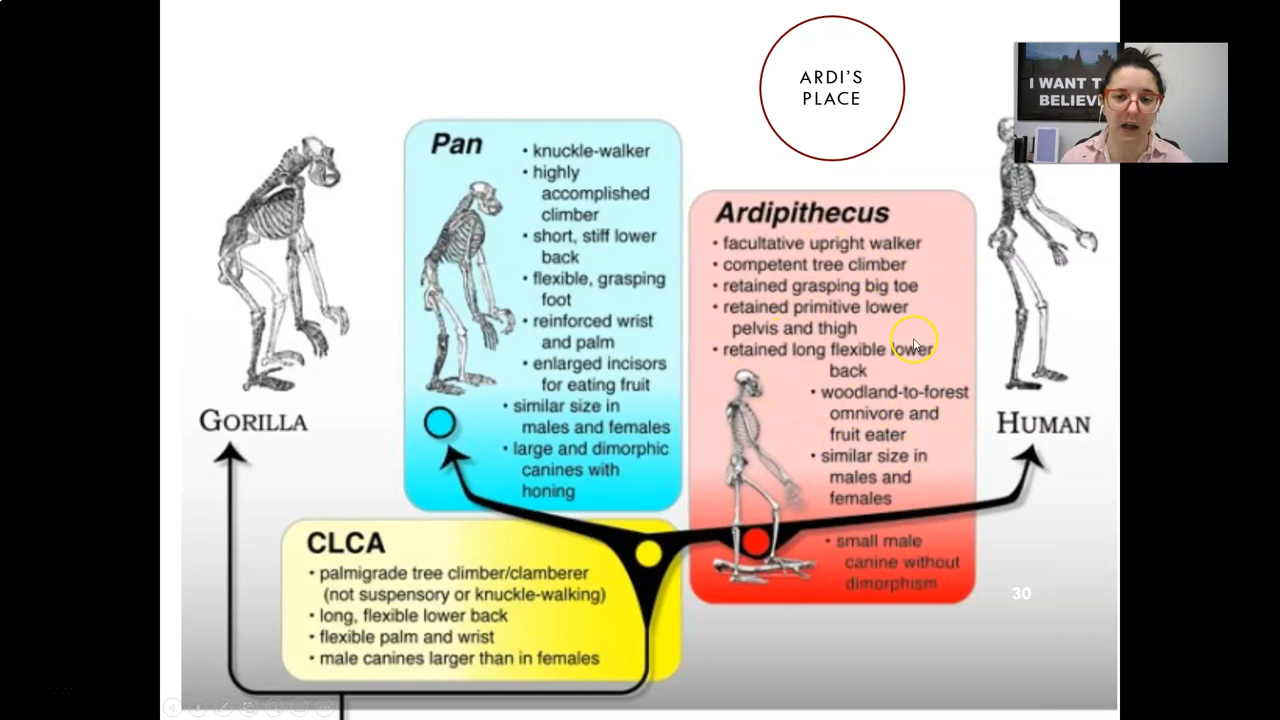 ARDI'S
PLACE
I WANT T
BELIEV
Pan
• knuckle-walker
• highly
accomplished
climber
• short, stiff lower
back
• flexible, grasping
foot
• reinforced wrist
and palm
• enlarged incisors
for eating fruit
• similar size in
males and females
• large and dimorphic
canines with
honing
Ardipithecus
• facultative upright walker
• competent tree climber
• retained grasping big toe
• retained primitive lower
pelvis and thigh
• retained long flexible lower
back
• woodland-to-forest
omnivore and
fruit eater
• similar size in
males and
females
• small male
canine without
dimorphism
GORILLA
HUMAN
CLCA
• palmigrade tree climber/clamberer
(not suspensory or knuckle-walking)
• long, flexible lower back
• flexible palm and wrist
• male canines larger than in females
30